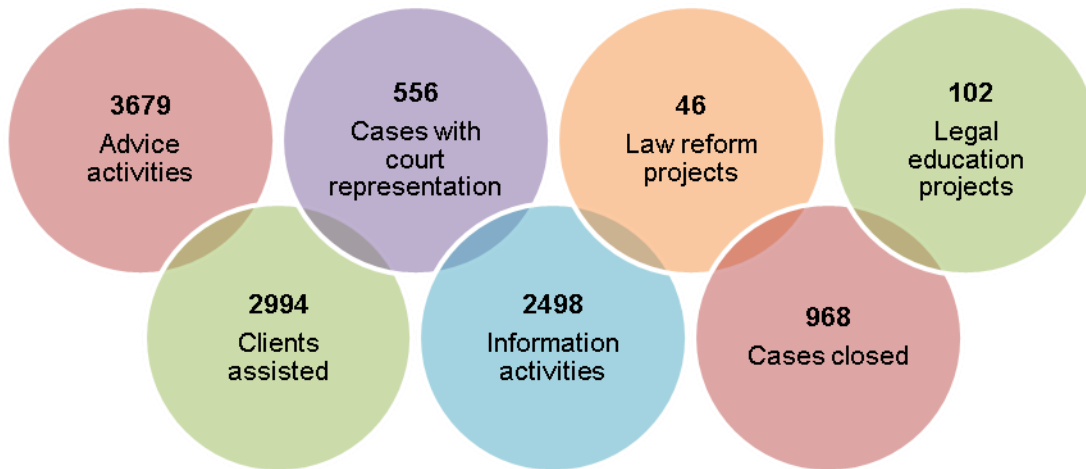 3679
Advice
activities
556
Cases with
court
representation
46
Law reform
projects
102
Legal
education
projects
2994
Clients
assisted
2498
Information
activities
968
Cases closed